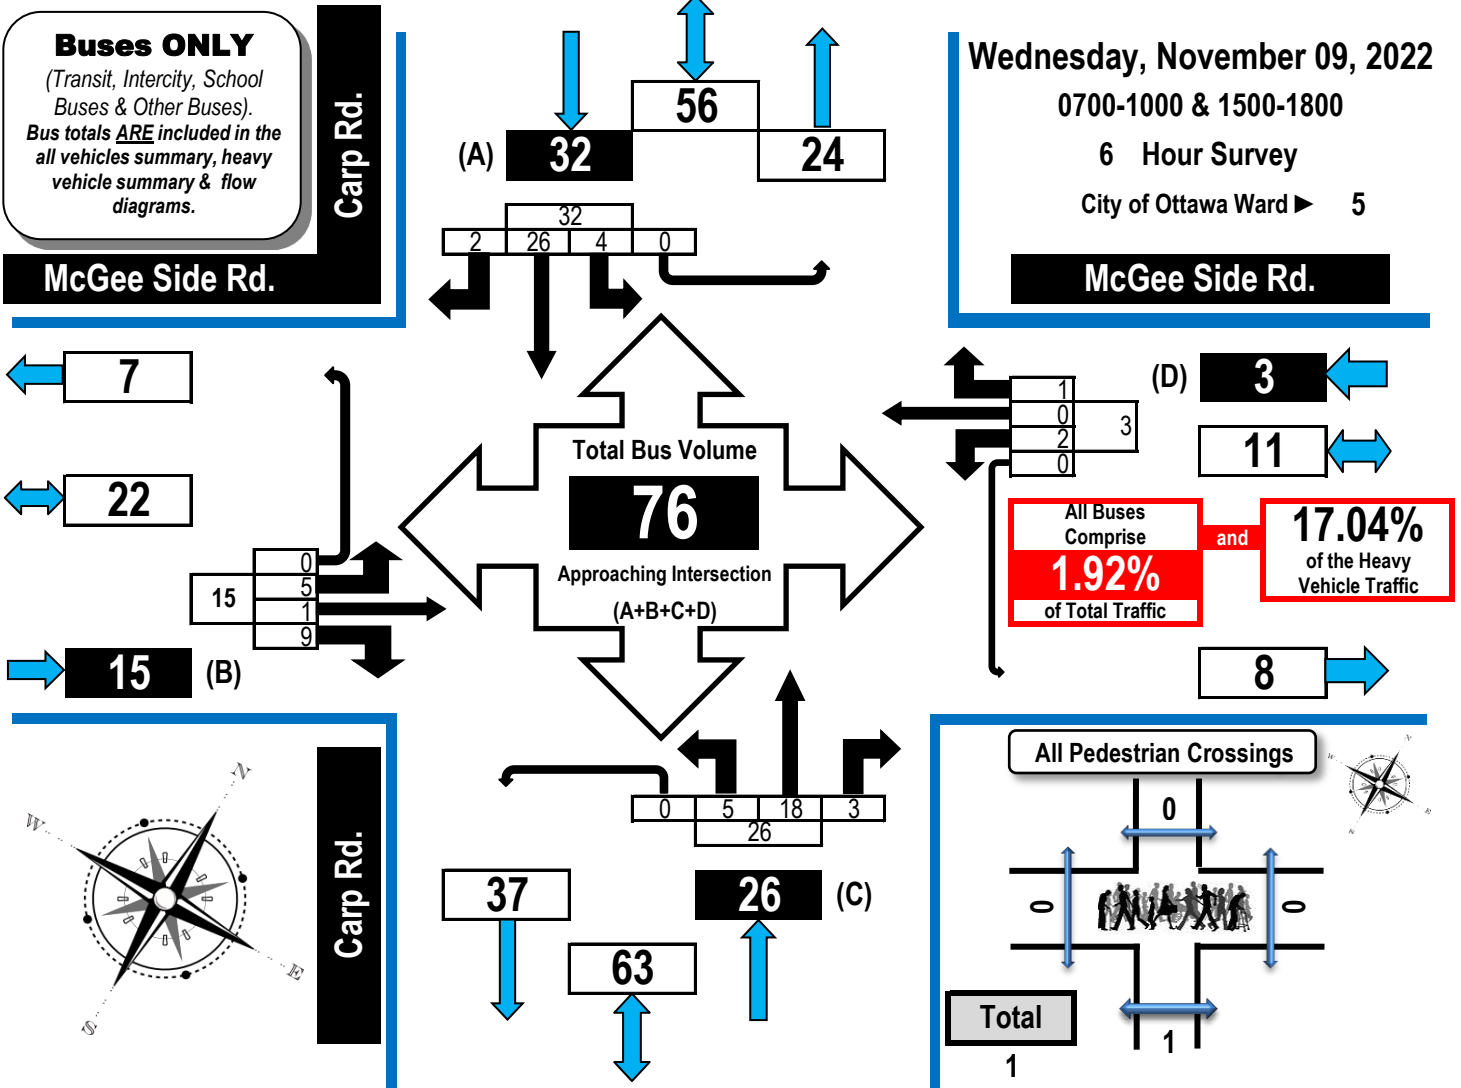 Buses ONLY
(Transit, Intercity, School
Buses & Other Buses).
Bus totals ARE included in the
all vehicles summary, heavy
vehicle summary & flow
diagrams.
Carp Rd.
McGee Side Rd.
56
(A) 32
24
32
2 26 4 0
Wednesday, November 09, 2022
0700-1000 & 1500-1800
6 Hour Survey
City of Ottawa Ward ► 5
McGee Side Rd.
7
22
0
5
1
9
15
15 (B)
Total Bus Volume
76
Approaching Intersection
(A+B+C+D)
(D) 3
1
0
2
0
3
11
All Buses
Comprise
1.92%
of Total Traffic
and
17.04%
of the Heavy
Vehicle Traffic
8
N
W
E
S
Carp Rd.
0 5 18 3
26
37
26 (C)
63
All Pedestrian Crossings
0
0
0
1
Total
1